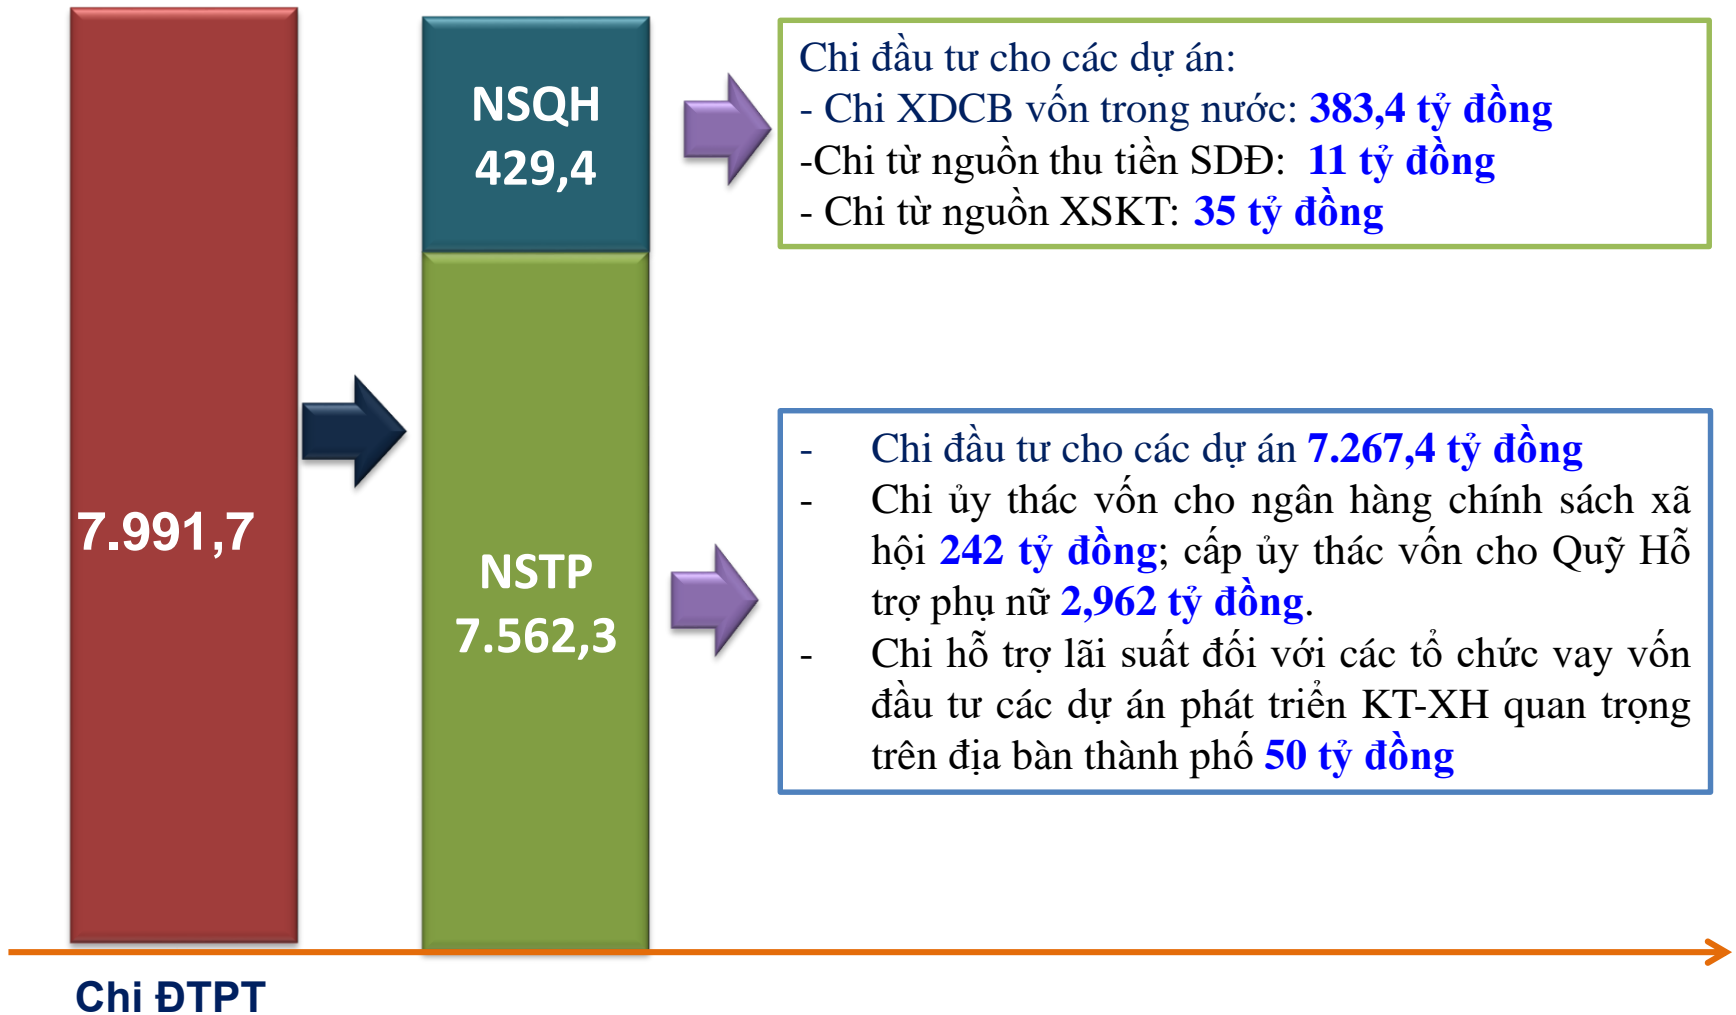 7.991,7
NSQH
429,4
NSTP
7.562,3
Chi đầu tư cho các dự án:
- Chi XDCB vốn trong nước: 383,4 tỷ đồng
-Chi từ nguồn thu tiền SDĐ: 11 tỷ đồng
- Chi từ nguồn XSKT: 35 tỷ đồng
- Chi đầu tư cho các dự án 7.267,4 tỷ đồng
- Chi ủy thác vốn cho ngân hàng chính sách xã
hội 242 tỷ đồng; cấp ủy thác vốn cho Quỹ Hỗ
trợ phụ nữ 2,962 tỷ đồng.
- Chi hỗ trợ lãi suất đối với các tổ chức vay vốn
đầu tư các dự án phát triển KT-XH quan trọng
trên địa bàn thành phố 50 tỷ đồng
Chi ĐTPT